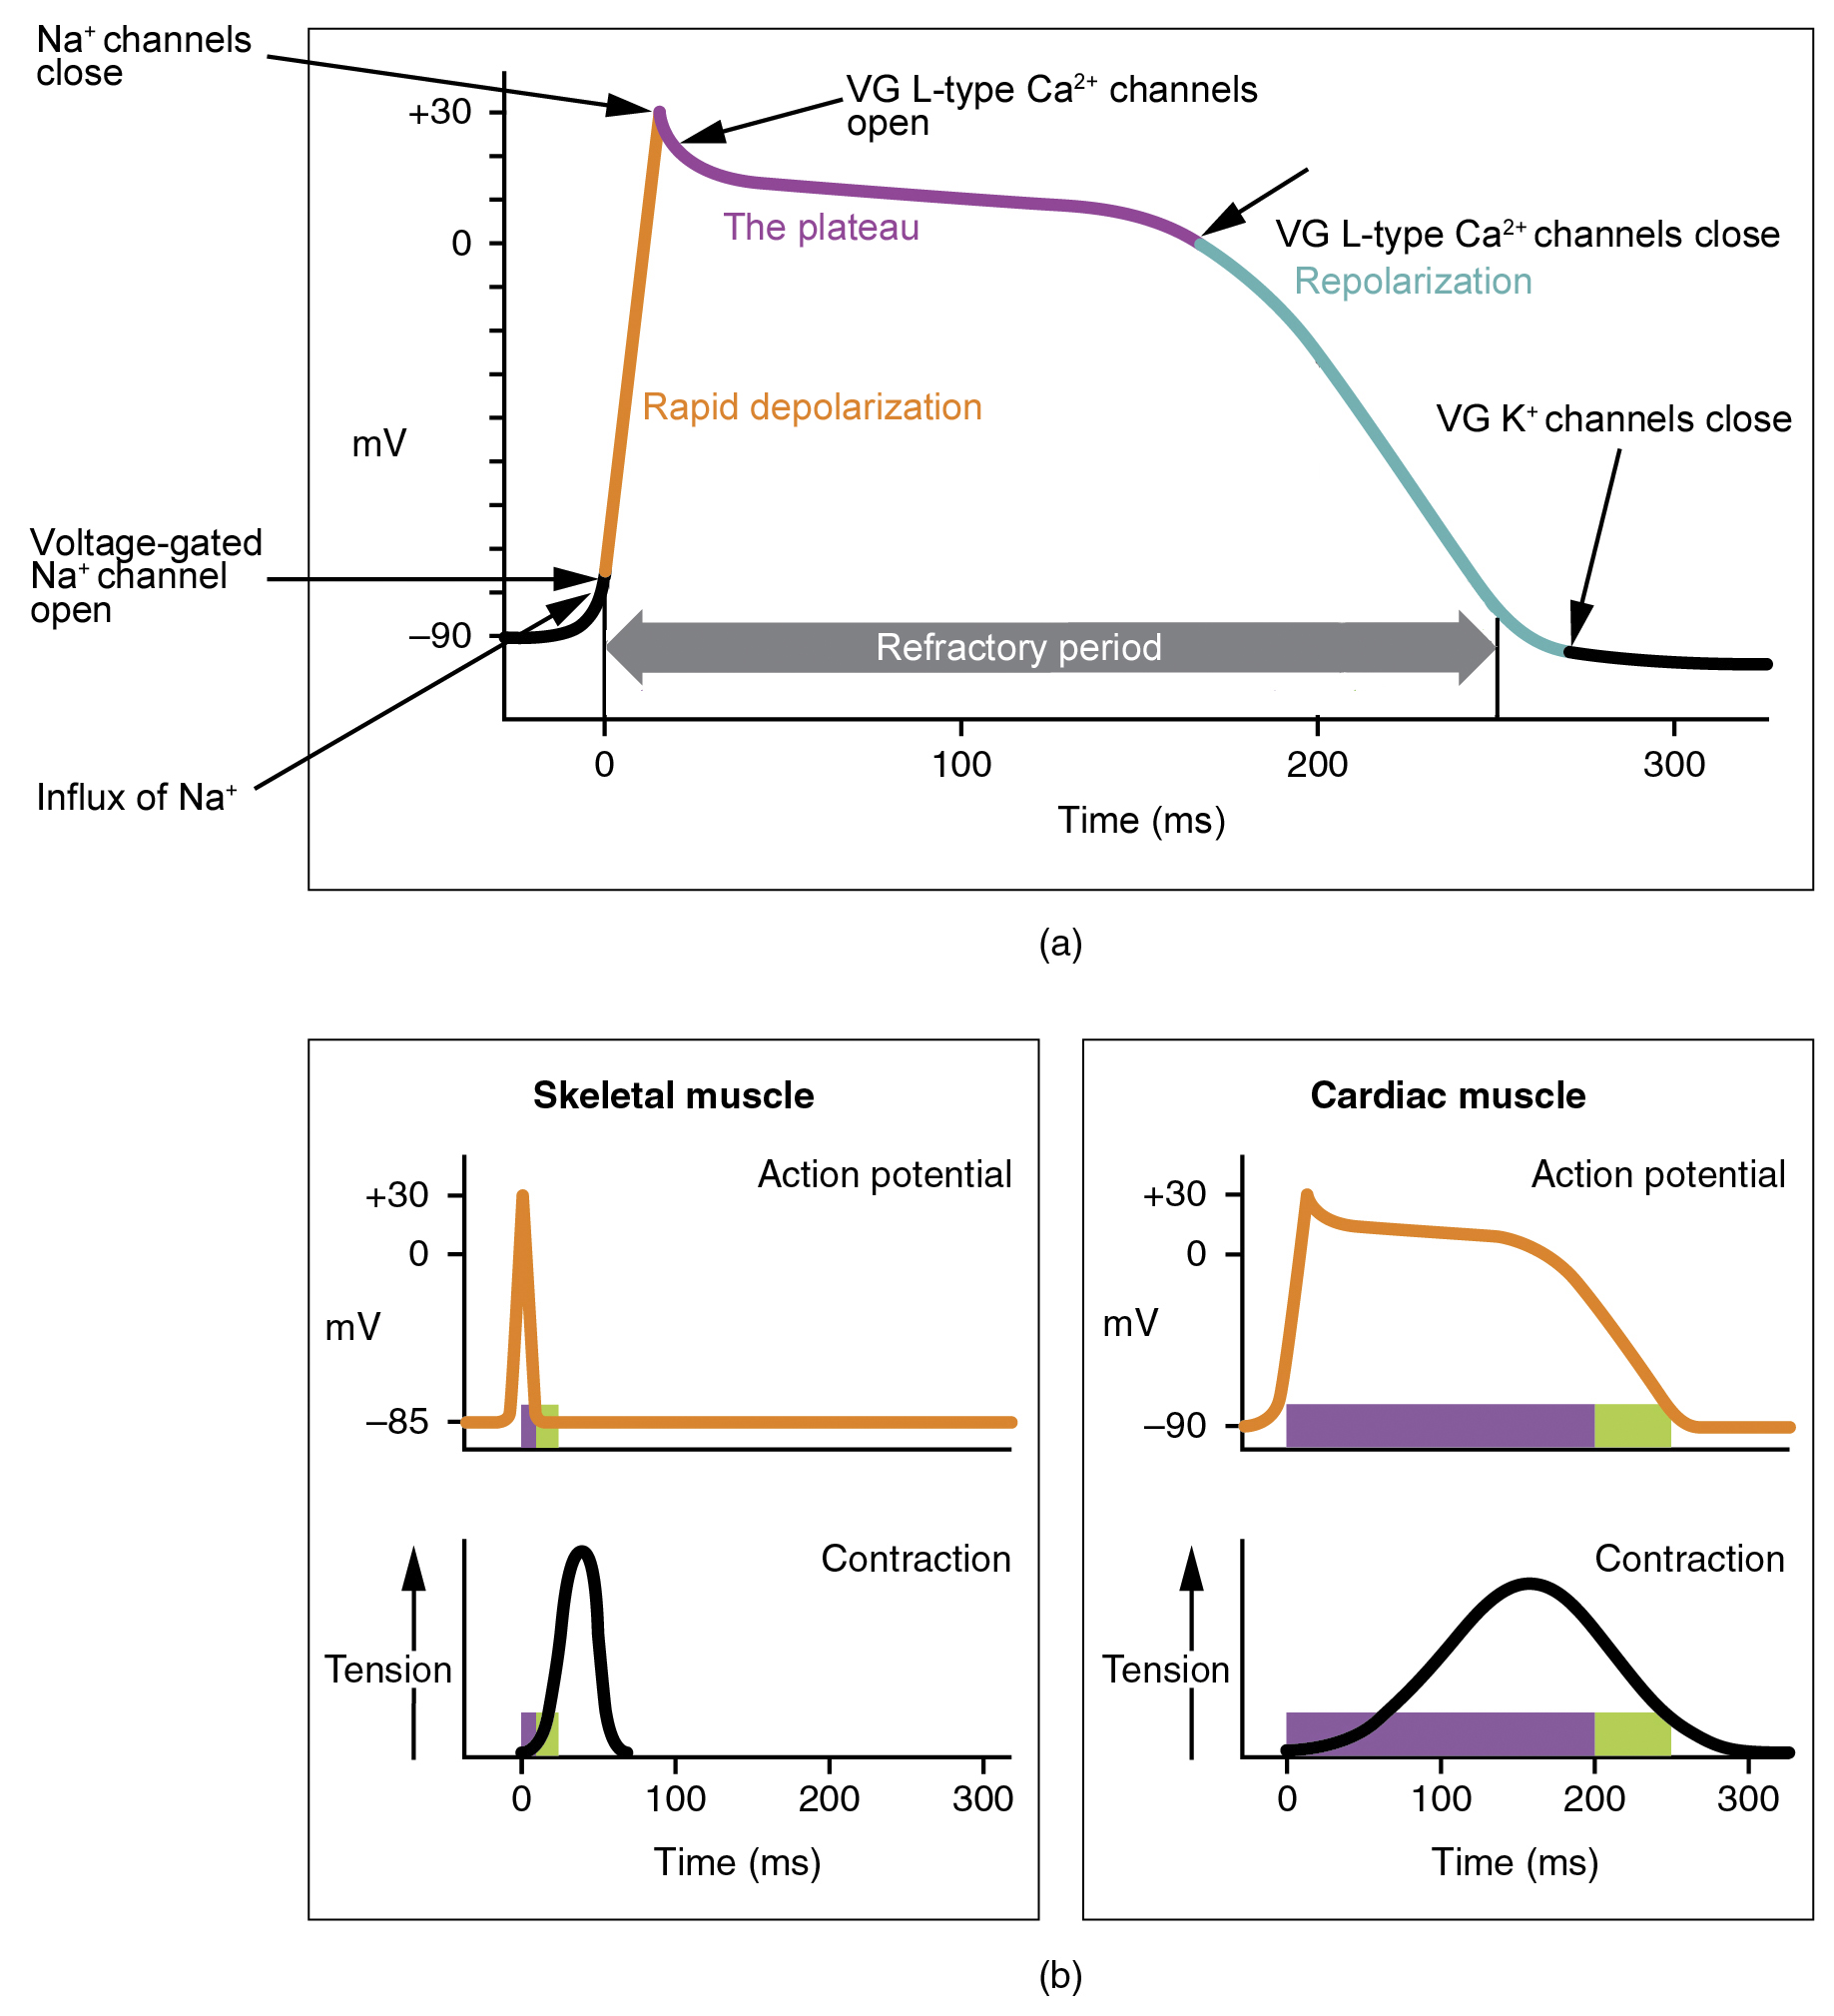 Na⁺ channels
close
VG L-type Ca²⁺ channels
open
+30
0
The plateau
VG L-type Ca²⁺ channels close
Repolarization
Rapid depolarization
VG K⁺ channels close
mV
Voltage-gated
Na⁺ channel
open
–90
Refractory period
0 100 200 300
Influx of Na⁺
Time (ms)
(a)
Skeletal muscle
Action potential
+30
0
mV
–85
Contraction
Tension
0 100 200 300
Time (ms)
Cardiac muscle
Action potential
+30
0
mV
–90
Contraction
Tension
0 100 200 300
Time (ms)
(b)